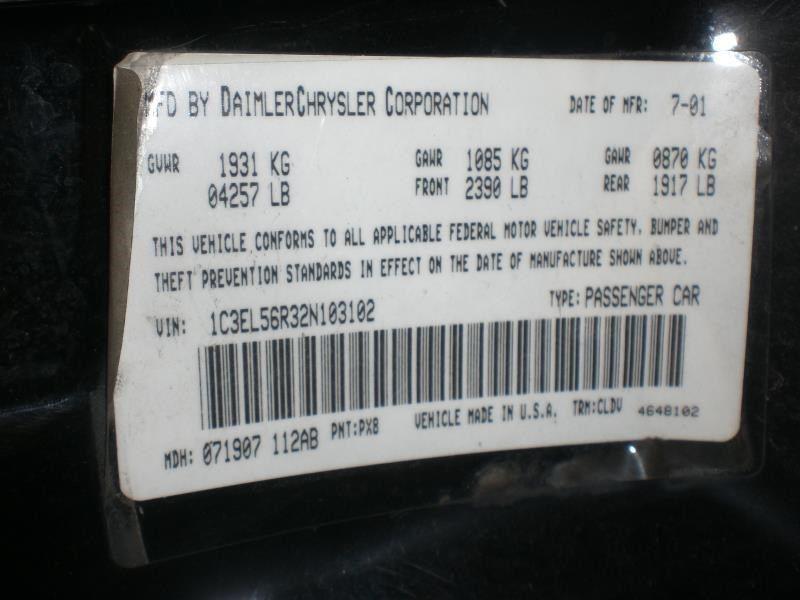 MFD BY DAIMLERCHRYSLER CORPORATION DATE OF MFR: 7-01
GVWR 1931 KG GAWR 1085 KG GAWR 0870 KG
04257 LB FRONT 2390 LB REAR 1917 LB
THIS VEHICLE CONFORMS TO ALL APPLICABLE FEDERAL MOTOR VEHICLE SAFETY, BUMPER AND
THEFT PREVENTION STANDARDS IN EFFECT ON THE DATE OF MANUFACTURE SHOWN ABOVE.
VIN: 1C3EL56R32N103102 TYPE: PASSENGER CAR
MDH: 071907 112AB PNT:PXB VEHICLE MADE IN U.S.A. TRM:CLDV 4648102